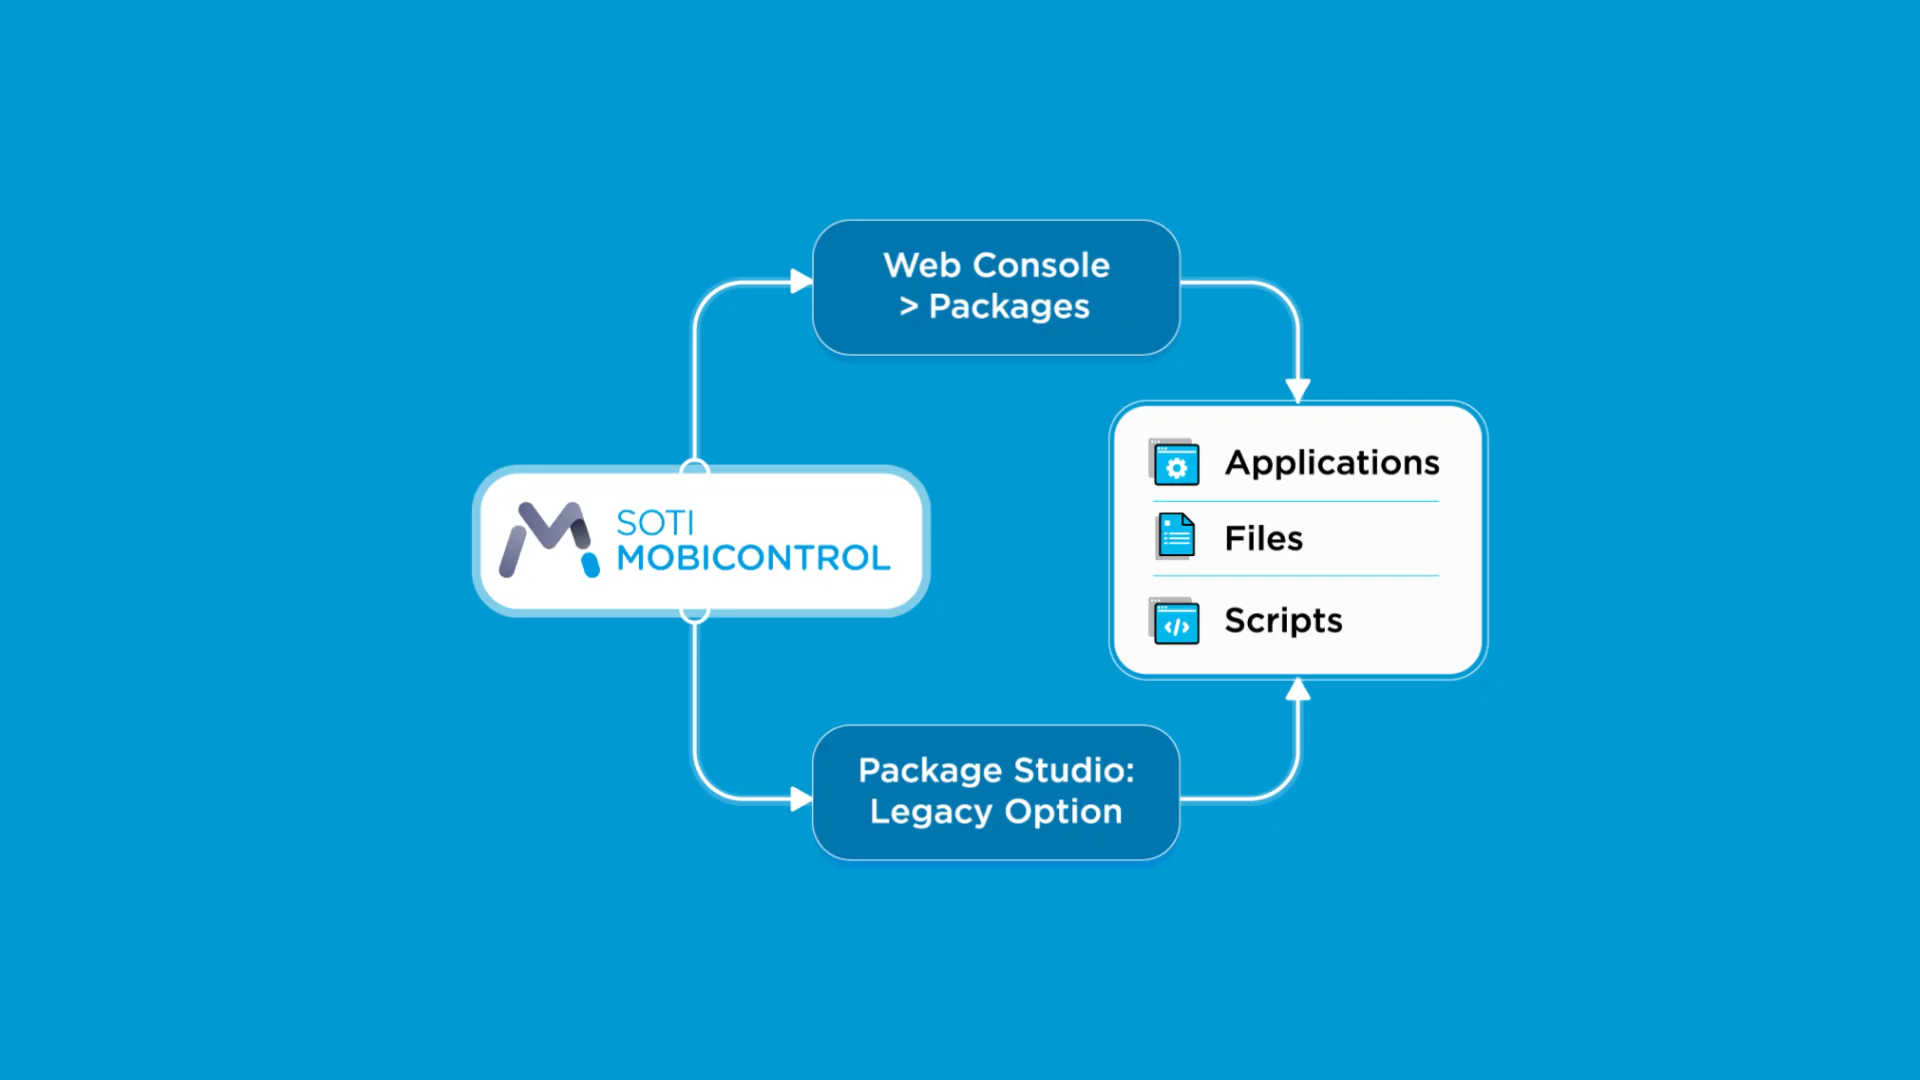 Web Console
> Packages
SOTI
MOBICONTROL
Applications
Files
Scripts
Package Studio:
Legacy Option